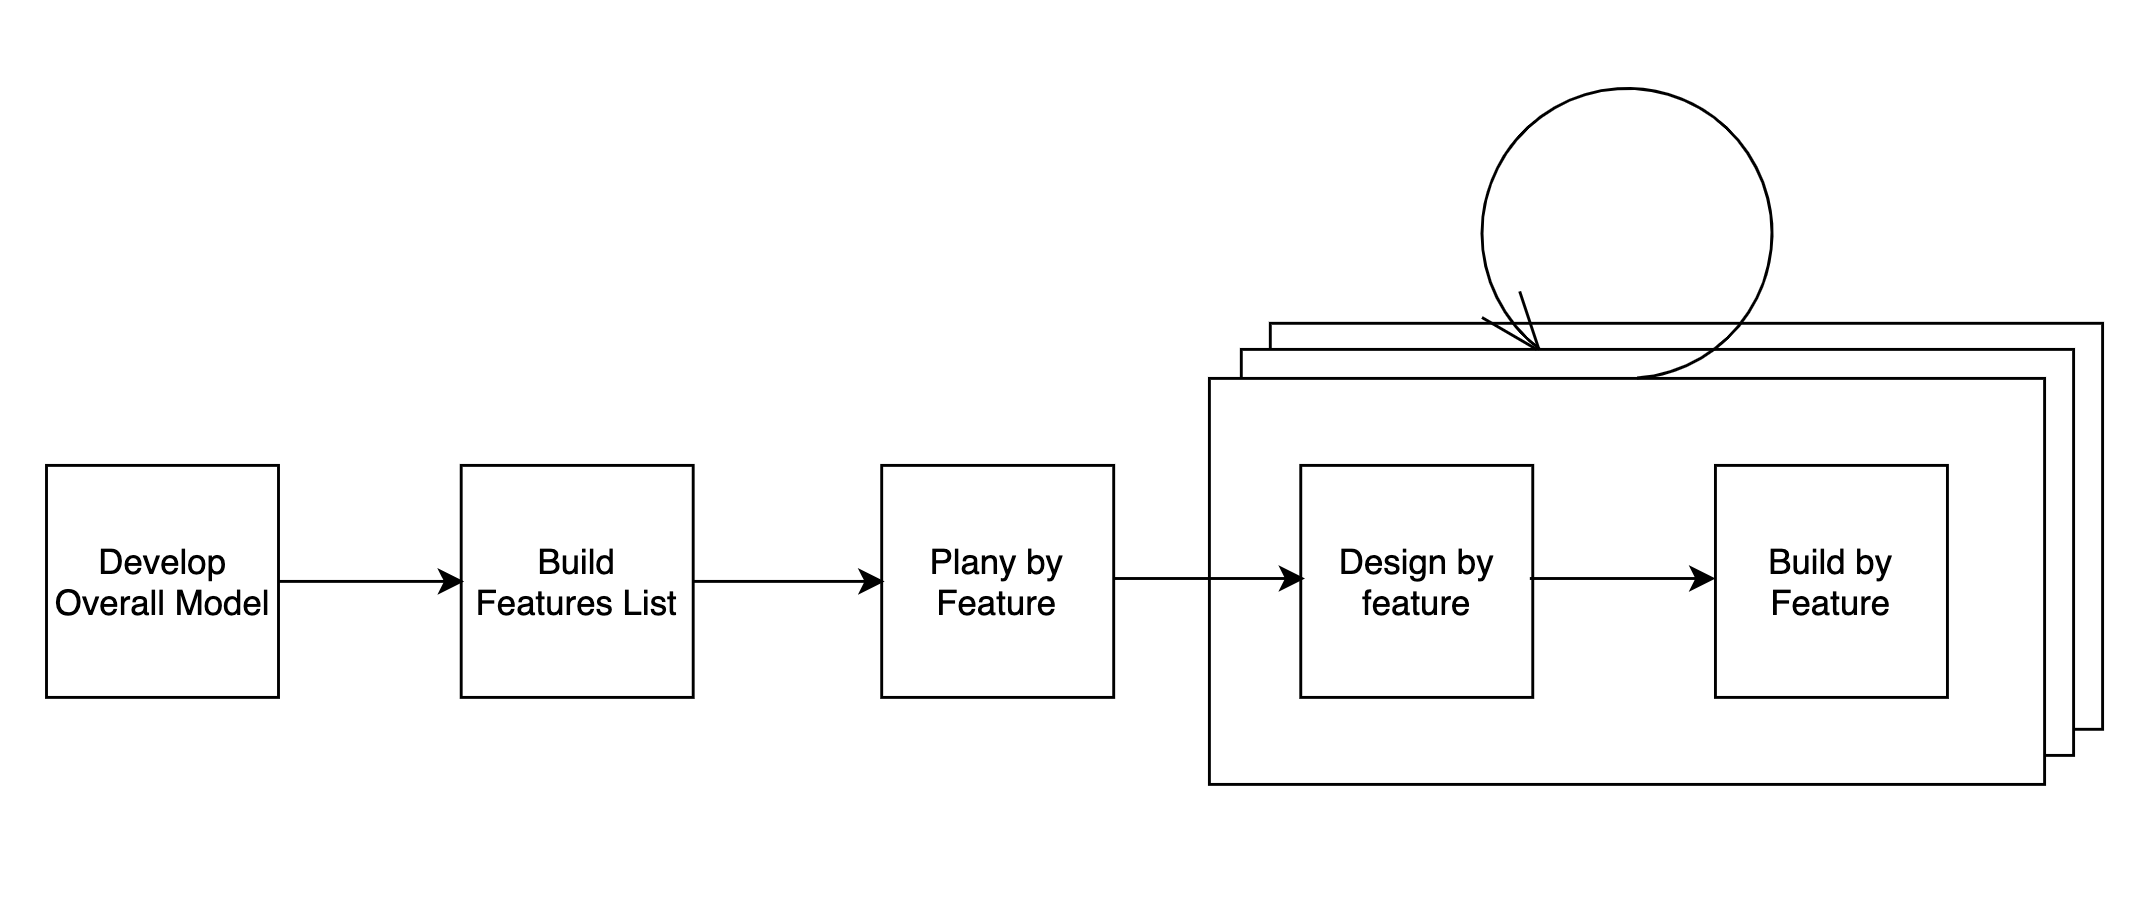 Develop
Overall Model
Build
Features List
Plany by
Feature
Design by
feature
Build by
Feature